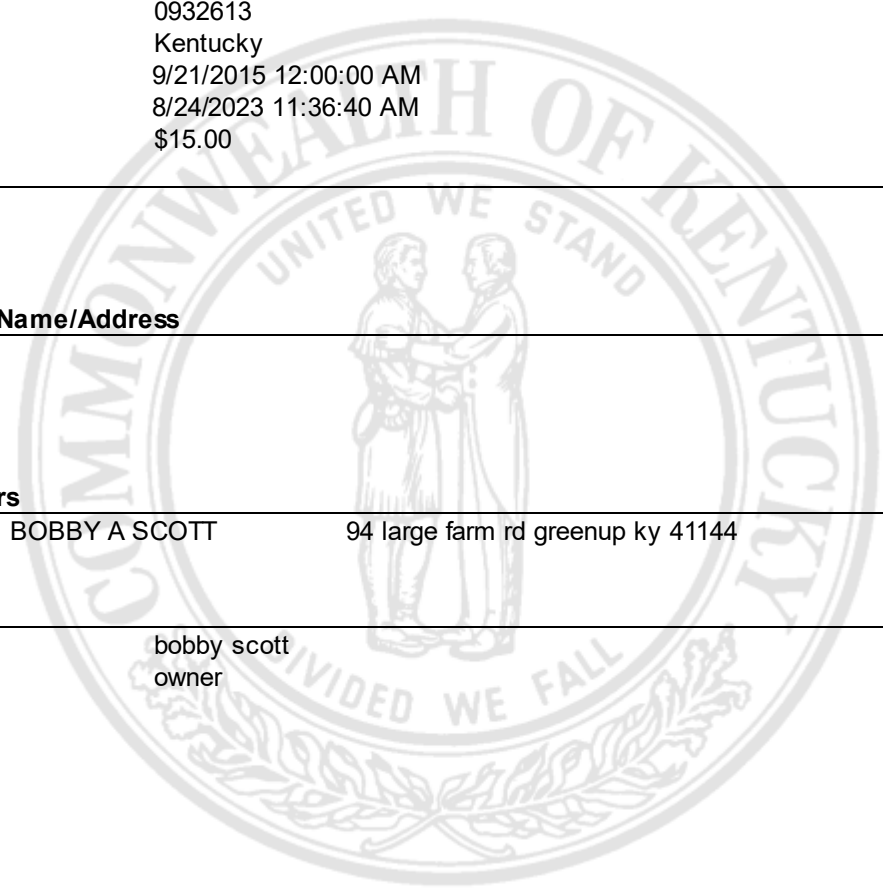 0932613
Kentucky
9/21/2015 12:00:00 AM
8/24/2023 11:36:40 AM
$15.00
COMMONWEALTH OF KENTUCKY
UNITED WE STAND
Name/Address
rs
BOBBY A SCOTT 94 large farm rd greenup ky 41144
bobby scott
owner
DIVIDED WE FALL